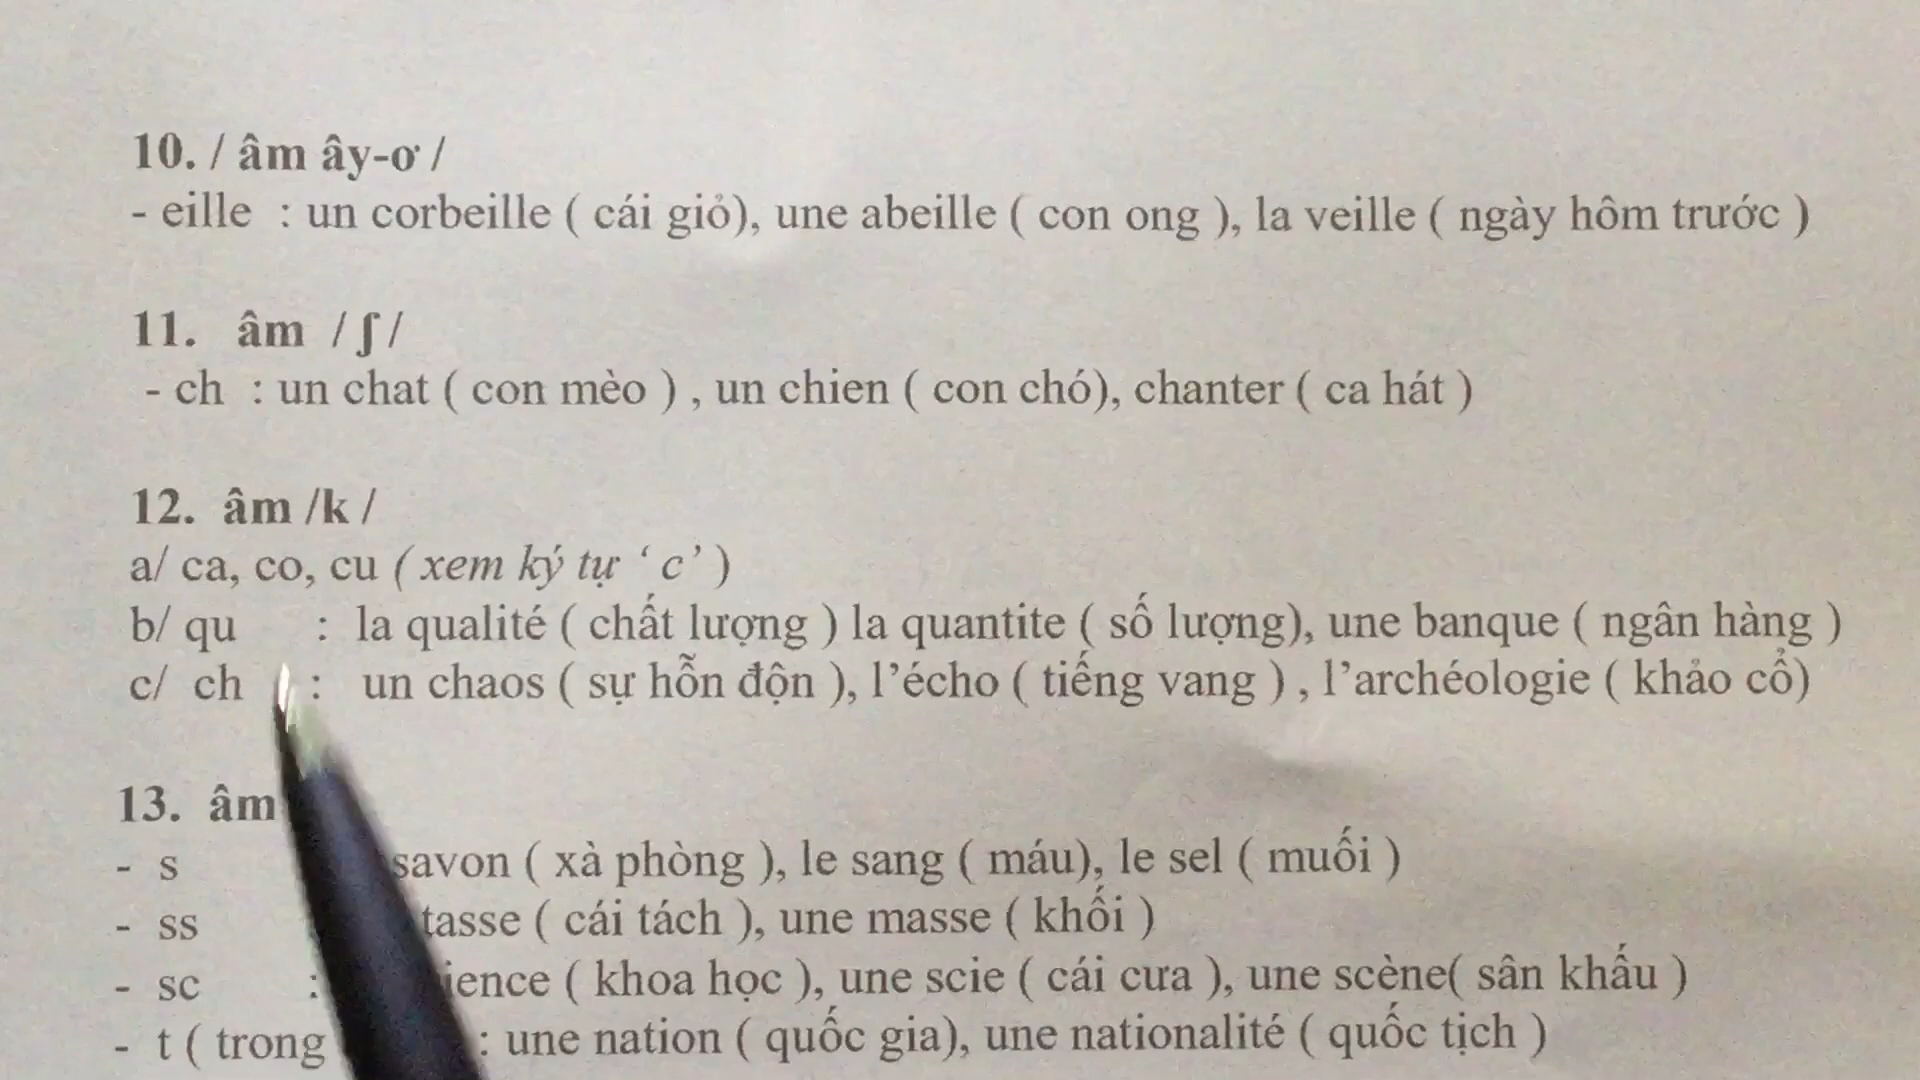 10. / âm ây-ơ /
- eille : un corbeille ( cái giỏ), une abeille ( con ong ), la veille ( ngày hôm trước )
11. âm / ʃ /
- ch : un chat ( con mèo ) , un chien ( con chó), chanter ( ca hát )
12. âm /k /
a/ ca, co, cu ( xem ký tự ‘ c’ )
b/ qu : la qualité ( chất lượng ) la quantite ( số lượng), une banque ( ngân hàng )
c/ ch : un chaos ( sự hỗn độn ), l’écho ( tiếng vang ) , l’archéologie ( khảo cổ)
13. âm
- s savon ( xà phòng ), le sang ( máu), le sel ( muối )
- ss tasse ( cái tách ), une masse ( khối )
- sc : ience ( khoa học ), une scie ( cái cưa ), une scène( sân khấu )
- t ( trong : une nation ( quốc gia), une nationalité ( quốc tịch )